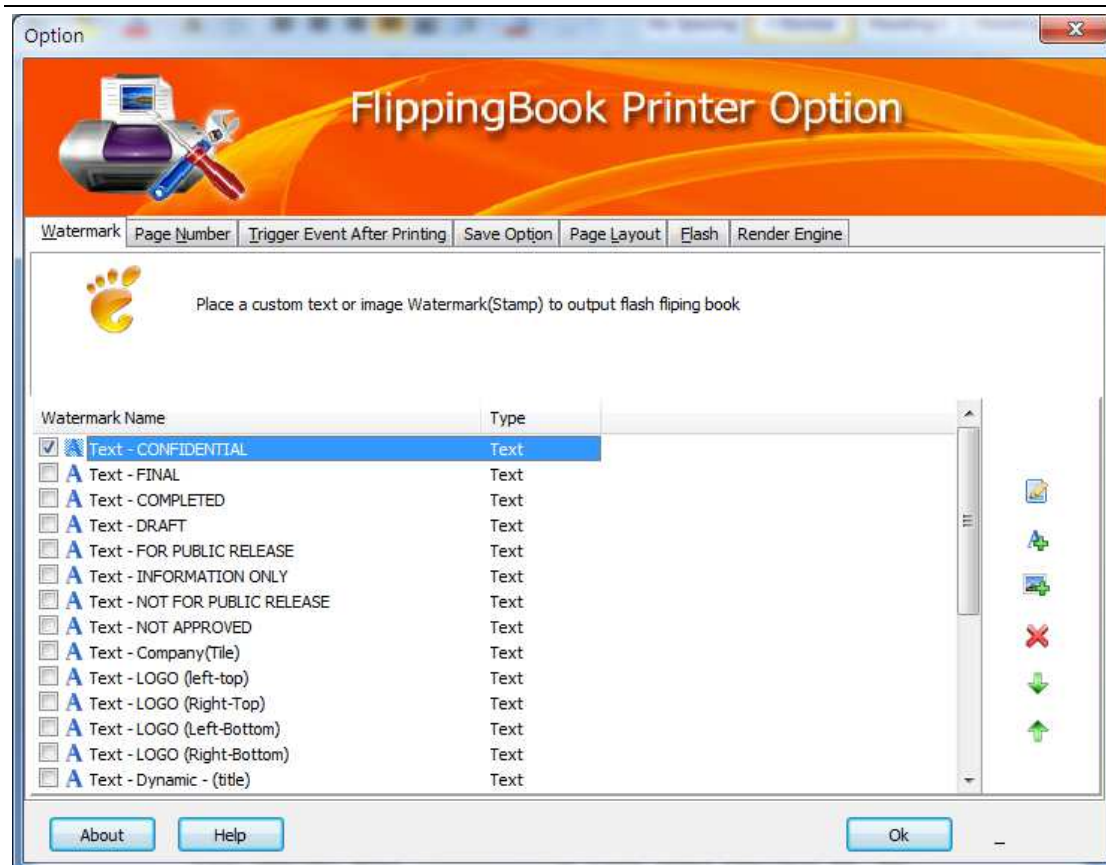 Option
FlippingBook Printer Option
Watermark Page Number Trigger Event After Printing Save Option Page Layout Flash Render Engine
Place a custom text or image Watermark(Stamp) to output flash fliping book
Watermark Name Type
Text - CONFIDENTIAL Text
Text - FINAL Text
Text - COMPLETED Text
Text - DRAFT Text
Text - FOR PUBLIC RELEASE Text
Text - INFORMATION ONLY Text
Text - NOT FOR PUBLIC RELEASE Text
Text - NOT APPROVED Text
Text - Company(Tile) Text
Text - LOGO (left-top) Text
Text - LOGO (Right-Top) Text
Text - LOGO (Left-Bottom) Text
Text - LOGO (Right-Bottom) Text
Text - Dynamic - (title) Text
About Help Ok